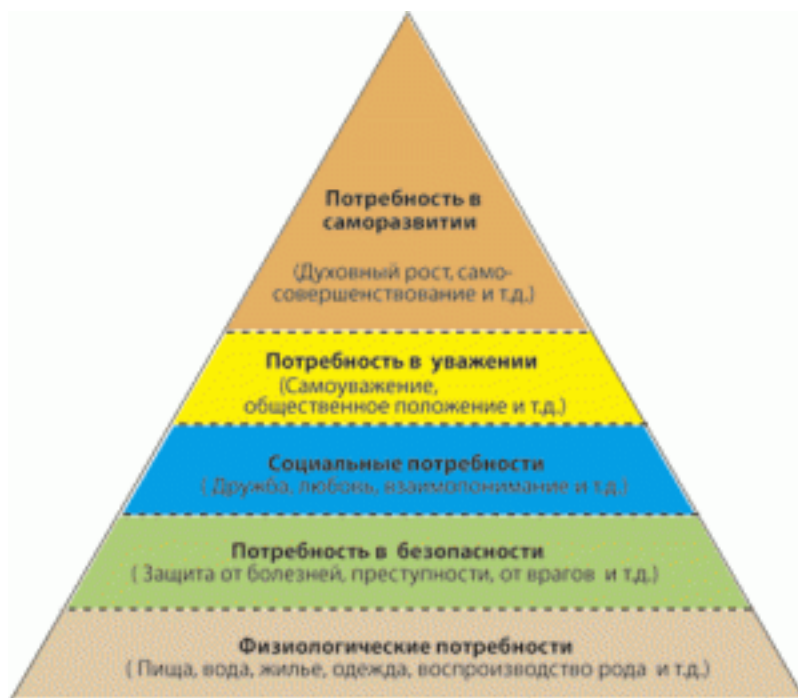 Потребность в
саморазвитии
(Духовный рост, само-
совершенствование и т.д.)
Потребность в уважении
(Самоуважение,
общественное положение и т.д.)
Социальные потребности
( Дружба, любовь, взаимопонимание и т.д.)
Потребность в безопасности
( Защита от болезней, преступности, от врагов и т.д.)
Физиологические потребности
( Пища, вода, жилье, одежда, воспроизводство рода и т.д.)